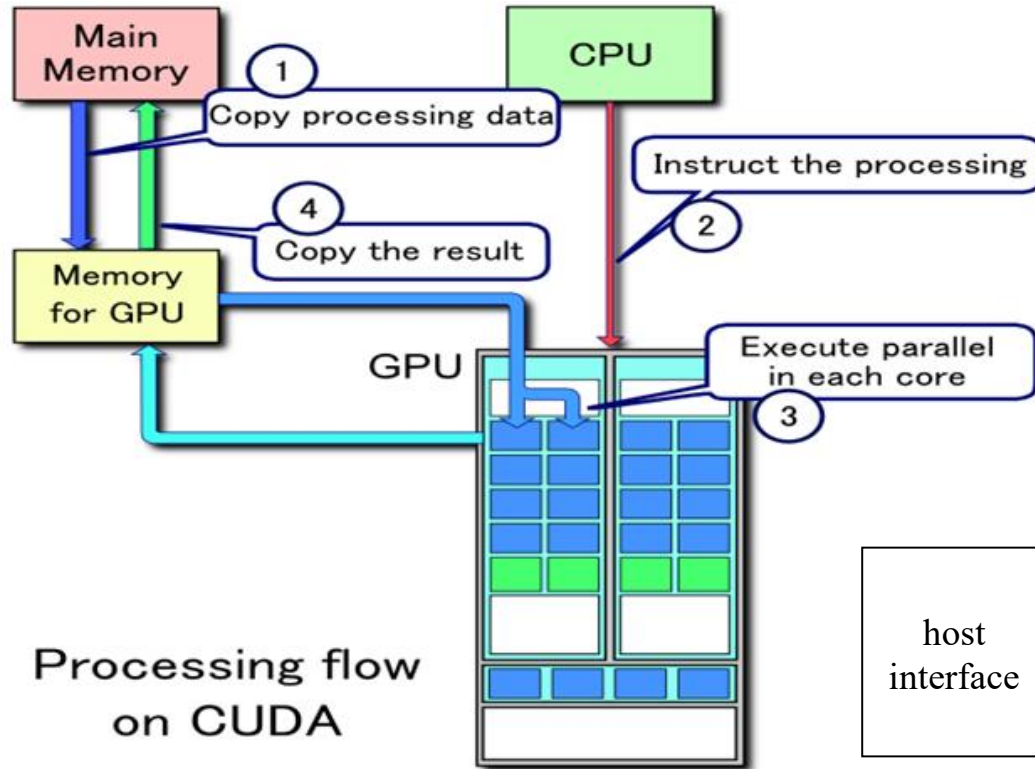 Main
Memory
CPU
1
Copy processing data
Instruct the processing
2
4
Copy the result
Memory
for GPU
GPU
Execute parallel
in each core
3
host
interface
Processing flow
on CUDA